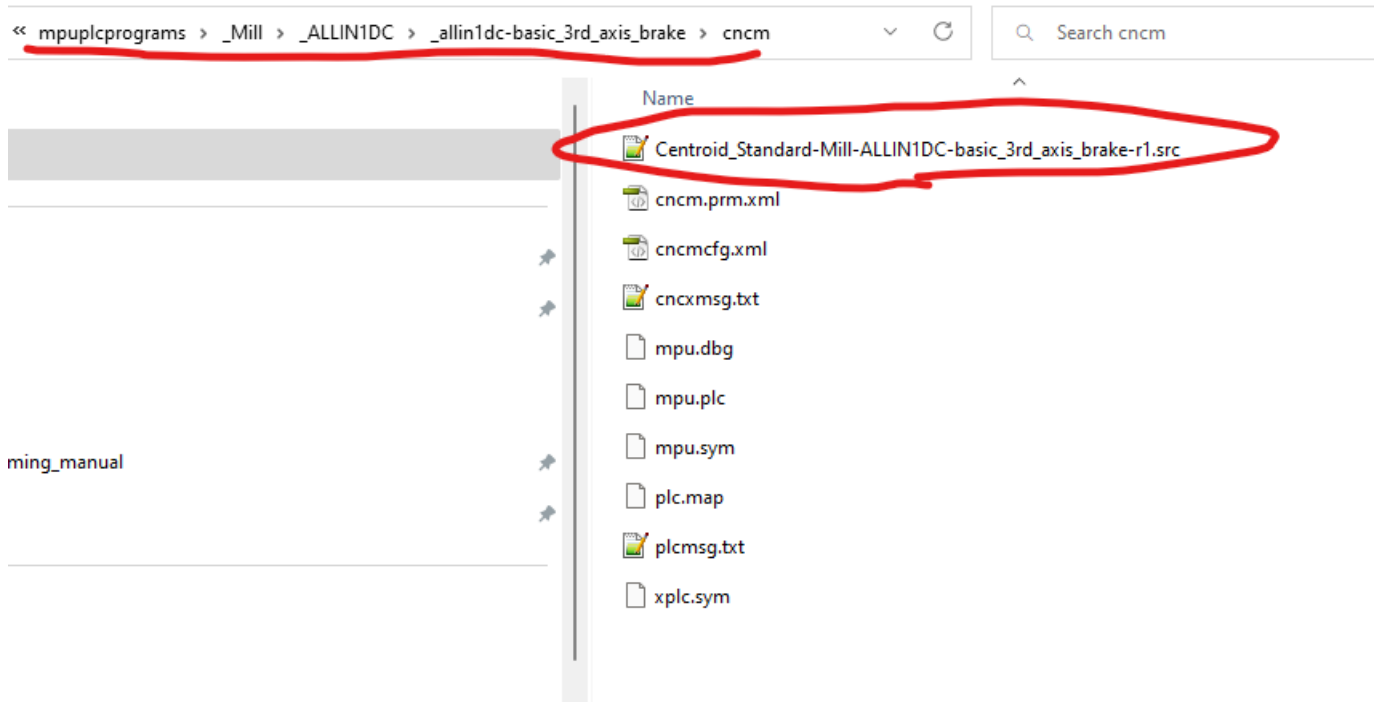 « mpuplcprograms > _Mill > _ALLIN1DC > _allin1dc-basic_3rd_axis_brake > cncm
Search cncm
Name
Centroid_Standard-Mill-ALLIN1DC-basic_3rd_axis_brake-r1.src
cncm.prm.xml
cncmcfg.xml
cncxmsg.txt
mpu.dbg
mpu.plc
mpu.sym
ming_manual
plc.map
plcmsg.txt
xplc.sym